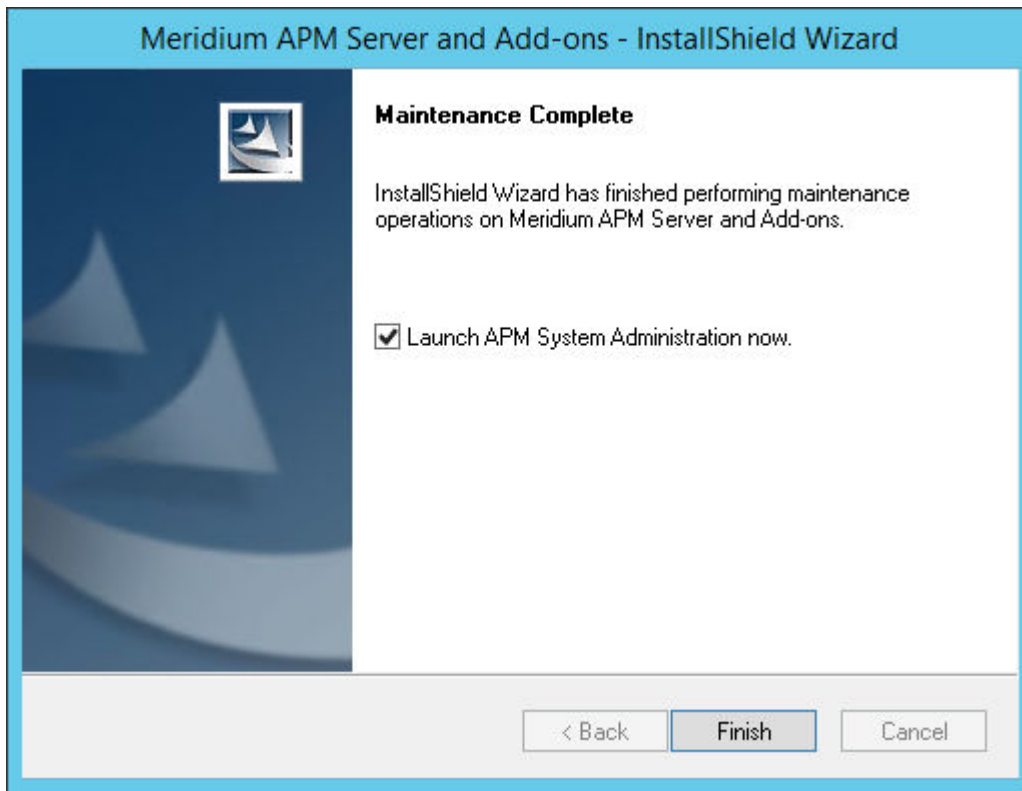 Meridium APM Server and Add-ons - InstallShield Wizard
Maintenance Complete
InstallShield Wizard has finished performing maintenance
operations on Meridium APM Server and Add-ons.
Launch APM System Administration now.
< Back Finish Cancel